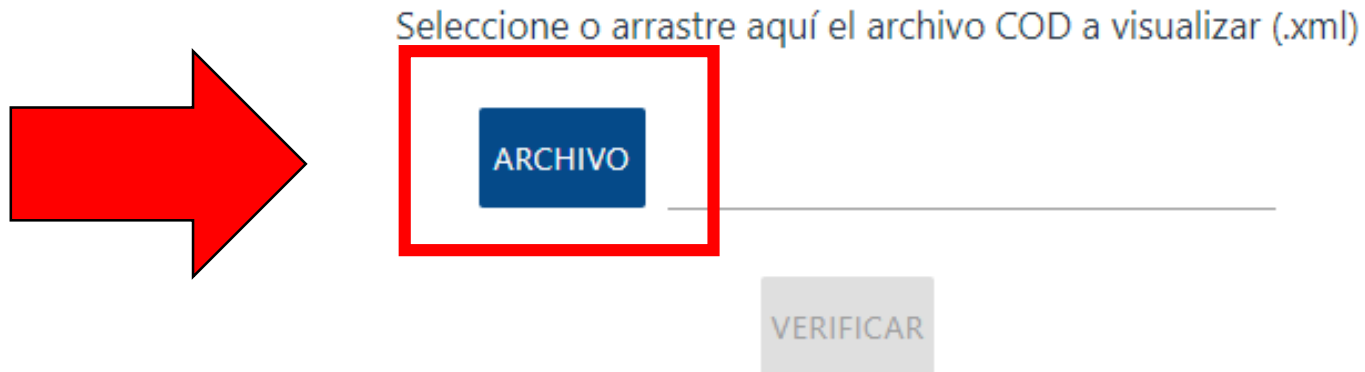 Seleccione o arrastre aquí el archivo COD a visualizar (.xml)
ARCHIVO
VERIFICAR